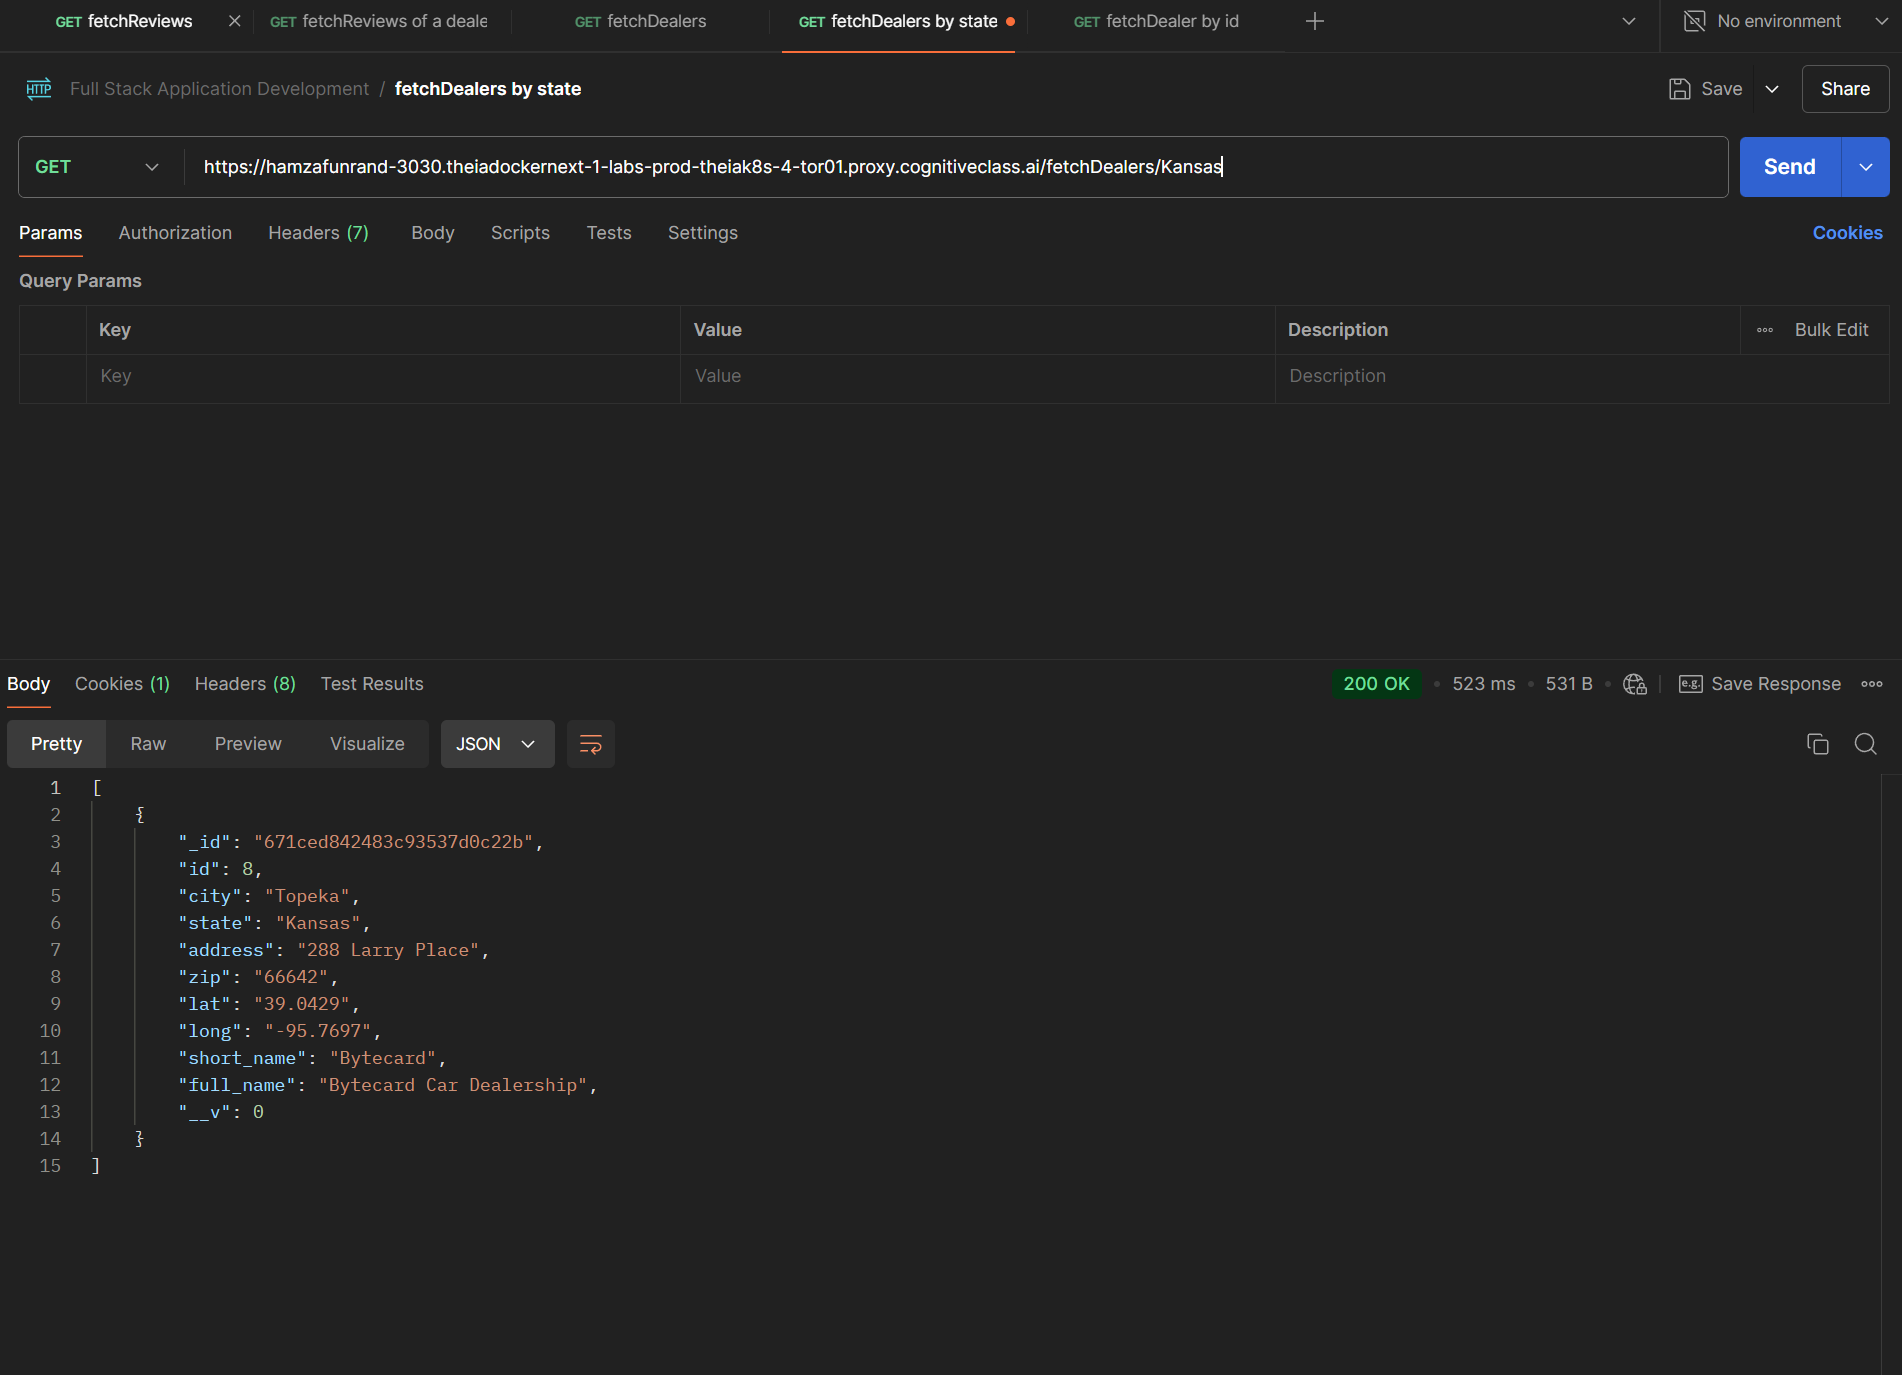 GET fetchReviews GET fetchReviews of a deale GET fetchDealers GET fetchDealers by state GET fetchDealer by id No environment
HTTP Full Stack Application Development / fetchDealers by state Save Share
GET https://hamzafunrand-3030.theiadockernext-1-labs-prod-theiak8s-4-tor01.proxy.cognitiveclass.ai/fetchDealers/Kansas Send
Params Authorization Headers (7) Body Scripts Tests Settings Cookies
Query Params
Key Value Description Bulk Edit
Key Value Description
Body Cookies (1) Headers (8) Test Results 200 OK 523 ms 531 B e.g. Save Response
Pretty Raw Preview Visualize JSON
1 [
2 {
3 "_id": "671ced842483c93537d0c22b",
4 "id": 8,
5 "city": "Topeka",
6 "state": "Kansas",
7 "address": "288 Larry Place",
8 "zip": "66642",
9 "lat": "39.0429",
10 "long": "-95.7697",
11 "short_name": "Bytecard",
12 "full_name": "Bytecard Car Dealership",
13 "__v": 0
14 }
15 ]